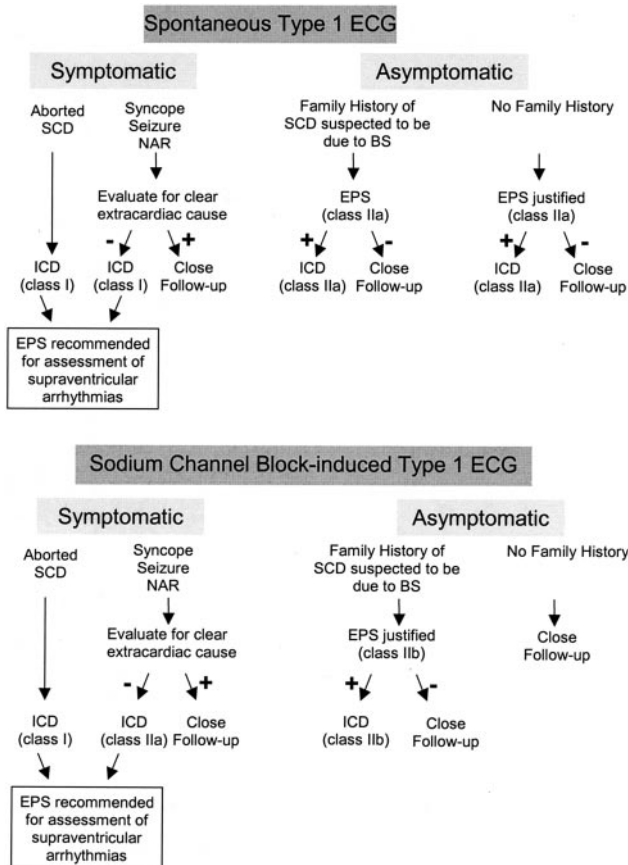 Spontaneous Type 1 ECG
Symptomatic
Asymptomatic
Aborted
SCD
Syncope
Seizure
NAR
Family History of
SCD suspected to be
due to BS
No Family History
Evaluate for clear
extracardiac cause
EPS
(class IIa)
EPS justified
(class IIa)
- +
+ -
+ -
ICD
(class I)
ICD
(class I)
Close
Follow-up
ICD
(class IIa)
Close
Follow-up
ICD
(class IIa)
Close
Follow-up
EPS recommended
for assessment of
supraventricular
arrhythmias
Sodium Channel Block-induced Type 1 ECG
Symptomatic
Asymptomatic
Aborted
SCD
Syncope
Seizure
NAR
Family History of
SCD suspected to be
due to BS
No Family History
Evaluate for clear
extracardiac cause
EPS justified
(class IIb)
Close
Follow-up
- +
+ -
ICD
(class I)
ICD
(class IIa)
Close
Follow-up
ICD
(class IIb)
Close
Follow-up
EPS recommended
for assessment of
supraventricular
arrhythmias